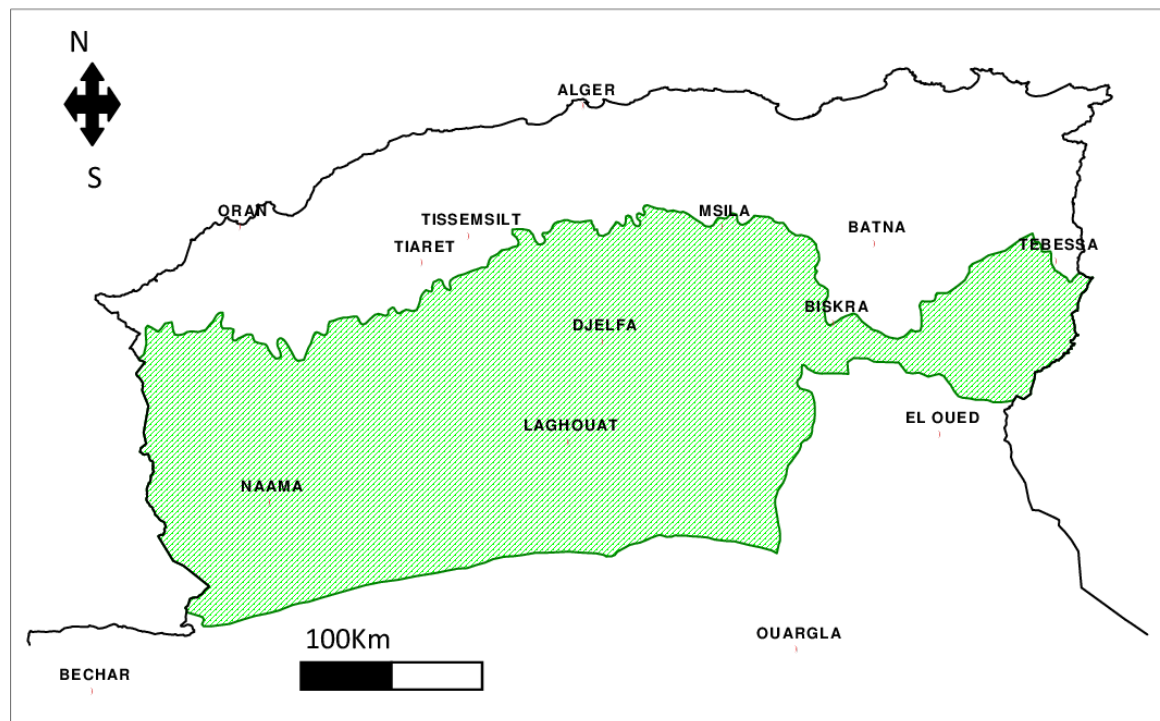 N
S
ALGER
ORAN
TISSEMSILT
MSILA
TIARET
BATNA
TEBESSA
BISKRA
DJELFA
LAGHOUAT
EL OUED
NAAMA
OUARGLA
100Km
BECHAR